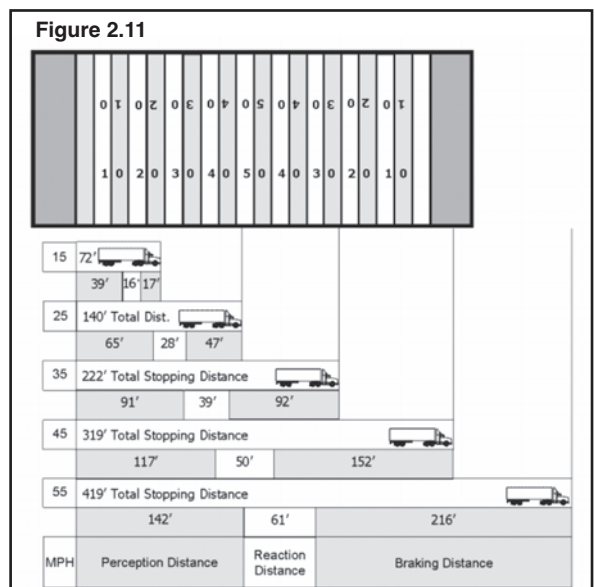 Figure 2.11
1 0 2 0 3 0 4 0 5 0 4 0 3 0 2 0 1 0
1 0 2 0 3 0 4 0 5 0 4 0 3 0 2 0 1 0
15 72′
39′ 16′ 17′
25 140′ Total Dist.
65′ 28′ 47′
35 222′ Total Stopping Distance
91′ 39′ 92′
45 319′ Total Stopping Distance
117′ 50′ 152′
55 419′ Total Stopping Distance
142′ 61′ 216′
MPH Perception Distance Reaction Distance Braking Distance